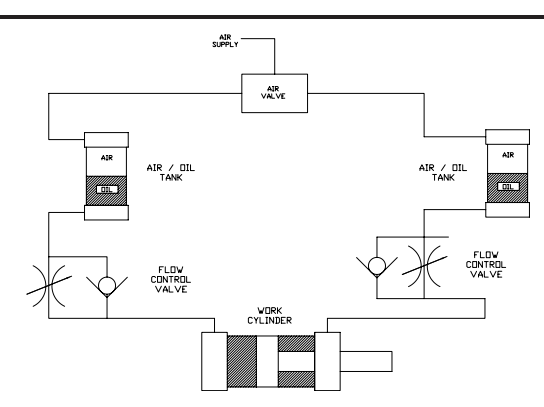 AIR
SUPPLY
AIR
VALVE
AIR
OIL
AIR / OIL
TANK
AIR / OIL
TANK
AIR
OIL
FLOW
CONTROL
VALVE
FLOW
CONTROL
VALVE
WORK
CYLINDER